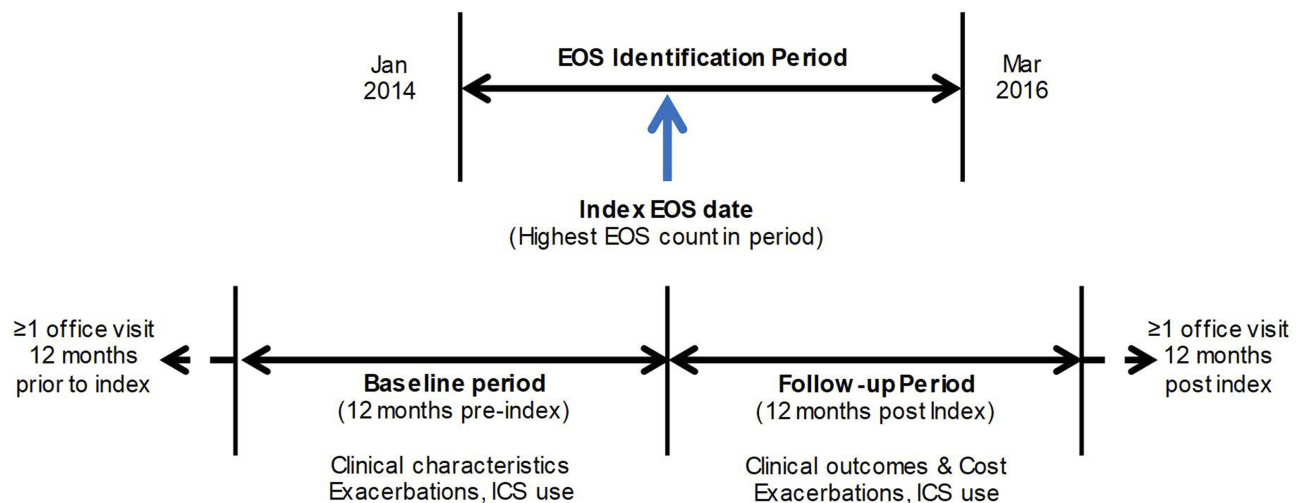 Jan
2014
EOS Identification Period
Mar
2016
Index EOS date
(Highest EOS count in period)
≥1 office visit
12 months
prior to index
Baseline period
(12 months pre-index)
Clinical characteristics
Exacerbations, ICS use
Follow-up Period
(12 months post Index)
Clinical outcomes & Cost
Exacerbations, ICS use
≥1 office visit
12 months
post index